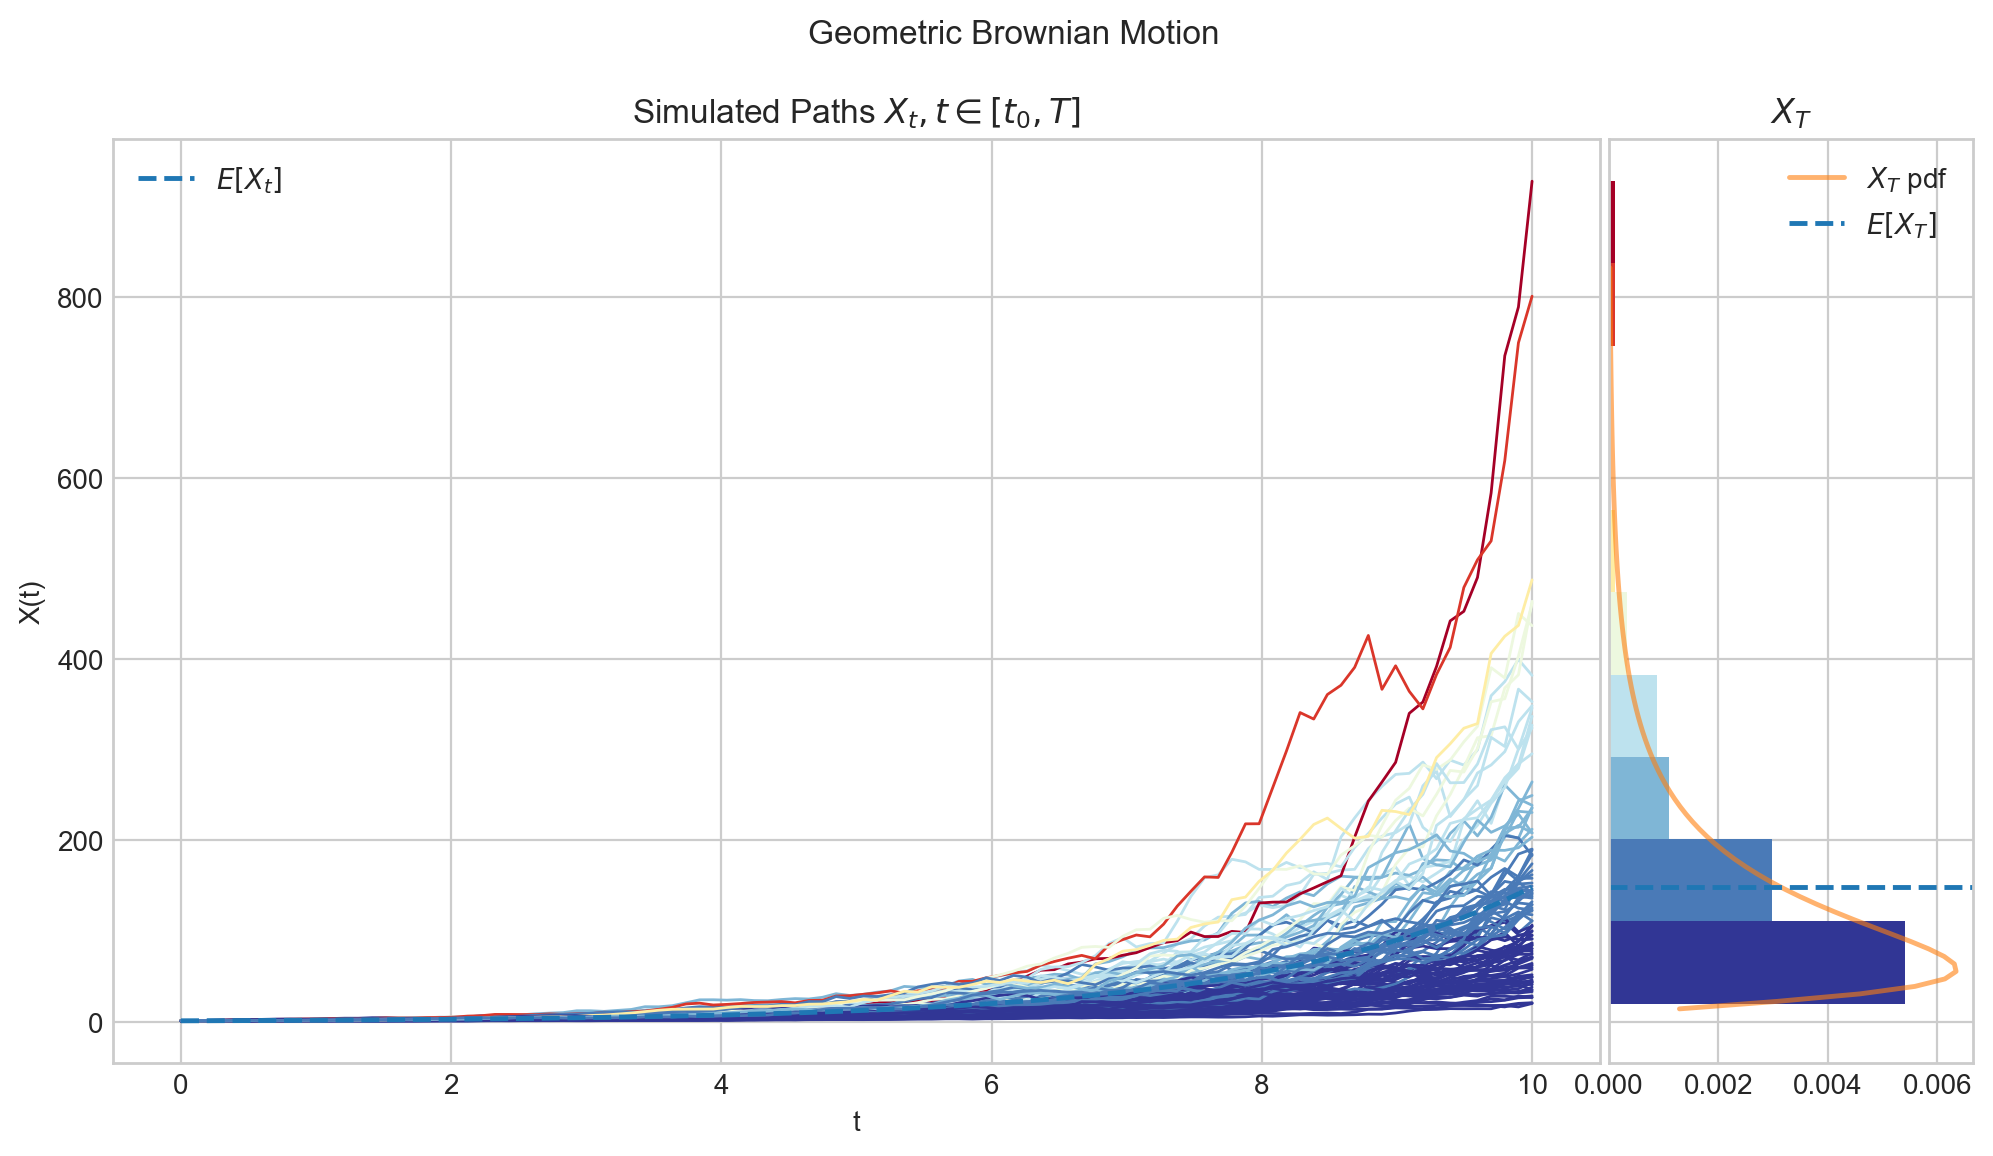 Geometric Brownian Motion
Simulated Paths $X_t, t \in [t_0, T]$
$X_T$
$E[X_t]$
$X_T$ pdf
$E[X_T]$
800
600
400
200
0
X(t)
0 2 4 6 8 10
0.000 0.002 0.004 0.006
t